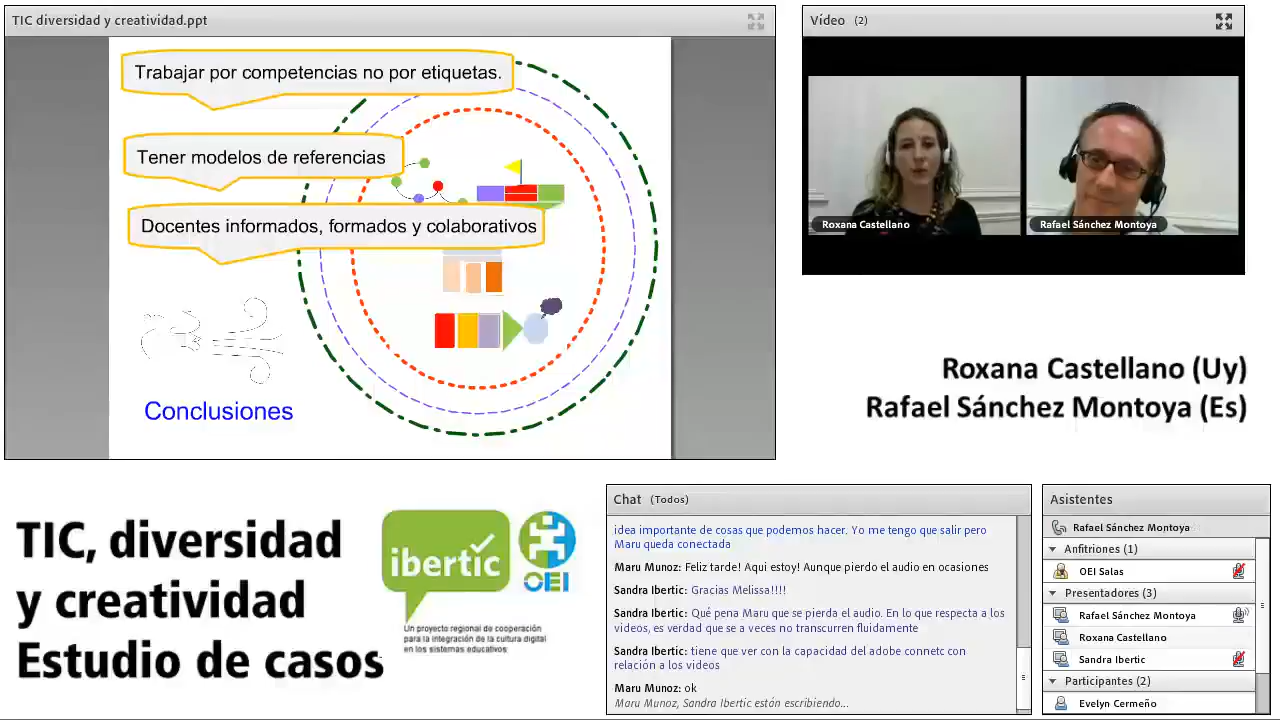 TIC diversidad y creatividad.ppt
Trabajar por competencias no por etiquetas.
Tener modelos de referencias
Docentes informados, formados y colaborativos
Conclusiones
Vídeo (2)
Roxana Castellano
Rafael Sánchez Montoya
Roxana Castellano (Uy)
Rafael Sánchez Montoya (Es)
TIC, diversidad
y creatividad
Estudio de casos
ibertic
OEI
Un proyecto regional de cooperación
para la integración de la cultura digital
en los sistemas educativos
Chat (Todos)
idea importante de cosas que podemos hacer. Yo me tengo que salir pero
Maru queda conectada
Maru Munoz: Feliz tarde! Aqui estoy! Aunque pierdo el audio en ocasiones
Sandra Ibertic: Gracias Melissa!!!!
Sandra Ibertic: Qué pena Maru que se pierda el audio. En lo que respecta a los
videos, es verdad que se a veces no transcurren fluidamente
Sandra Ibertic: tiene que ver con la capacidad del adobe connetc con
relación a los videos
Maru Munoz: ok
Maru Munoz, Sandra Ibertic están escribiendo...
Asistentes
Rafael Sánchez Montoya
Anfitriones (1)
OEI Salas
Presentadores (3)
Rafael Sánchez Montoya
Roxana Castellano
Sandra Ibertic
Participantes (2)
Evelyn Cermeño